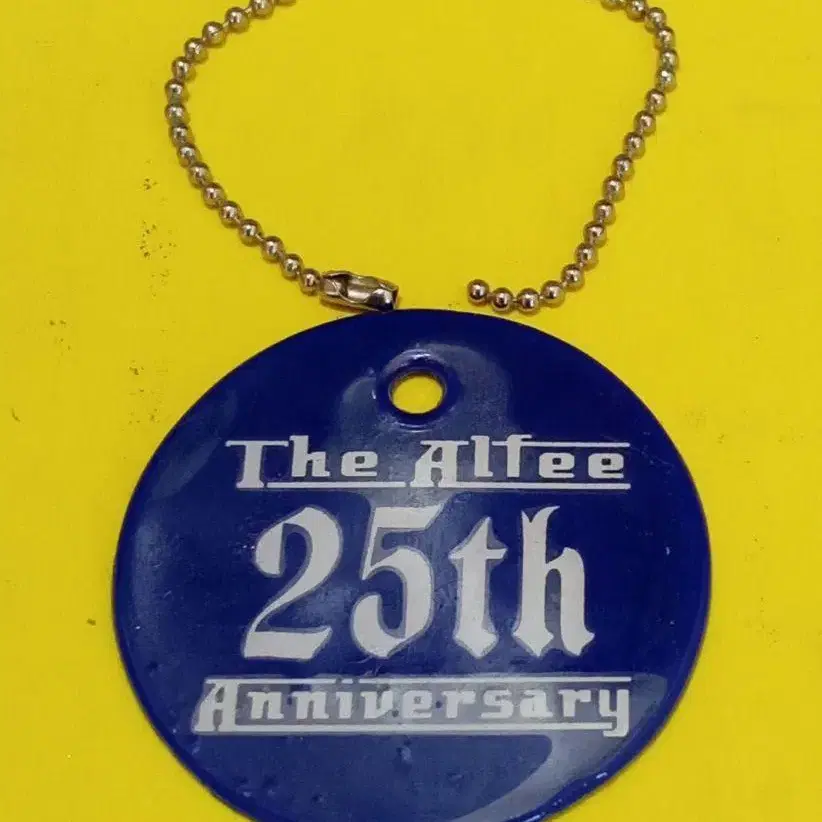 The Alfee
25th
Anniversary